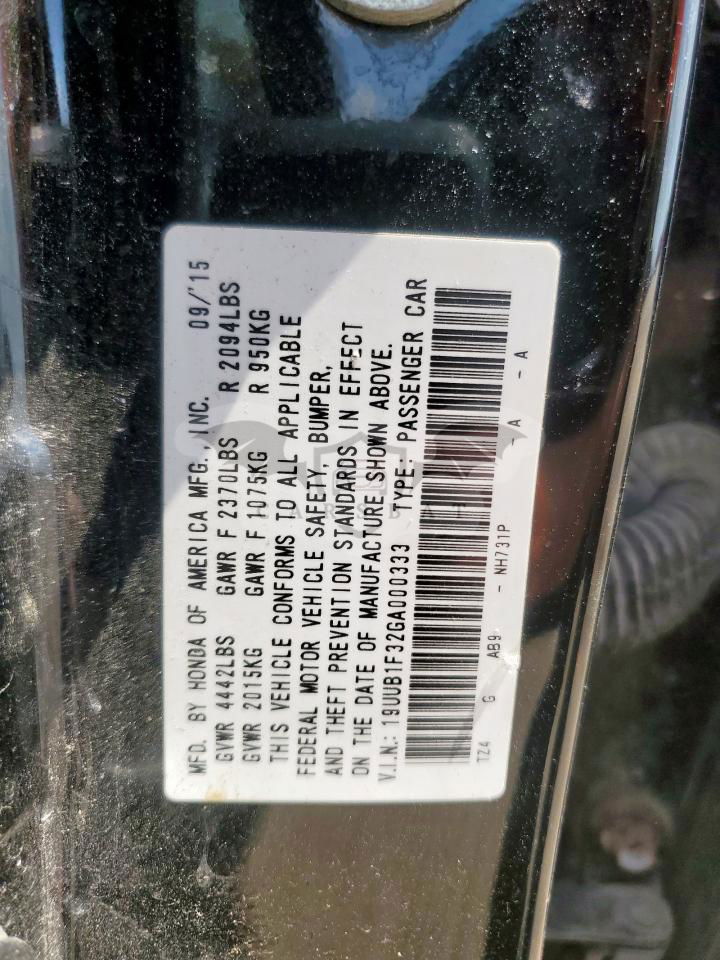 MFD. BY HONDA OF AMERICA MFG., INC. 09/'15
GVWR 4442LBS GAWR F 2370LBS R 2094LBS
GVWR 2015KG GAWR F 1075KG R 950KG
THIS VEHICLE CONFORMS TO ALL APPLICABLE
FEDERAL MOTOR VEHICLE SAFETY, BUMPER,
AND THEFT PREVENTION STANDARDS IN EFFECT
ON THE DATE OF MANUFACTURE SHOWN ABOVE.
V.I.N.: 19UUB1F32GA000333 TYPE: PASSENGER CAR
TZ4 G AB9 - NH731P - A - A